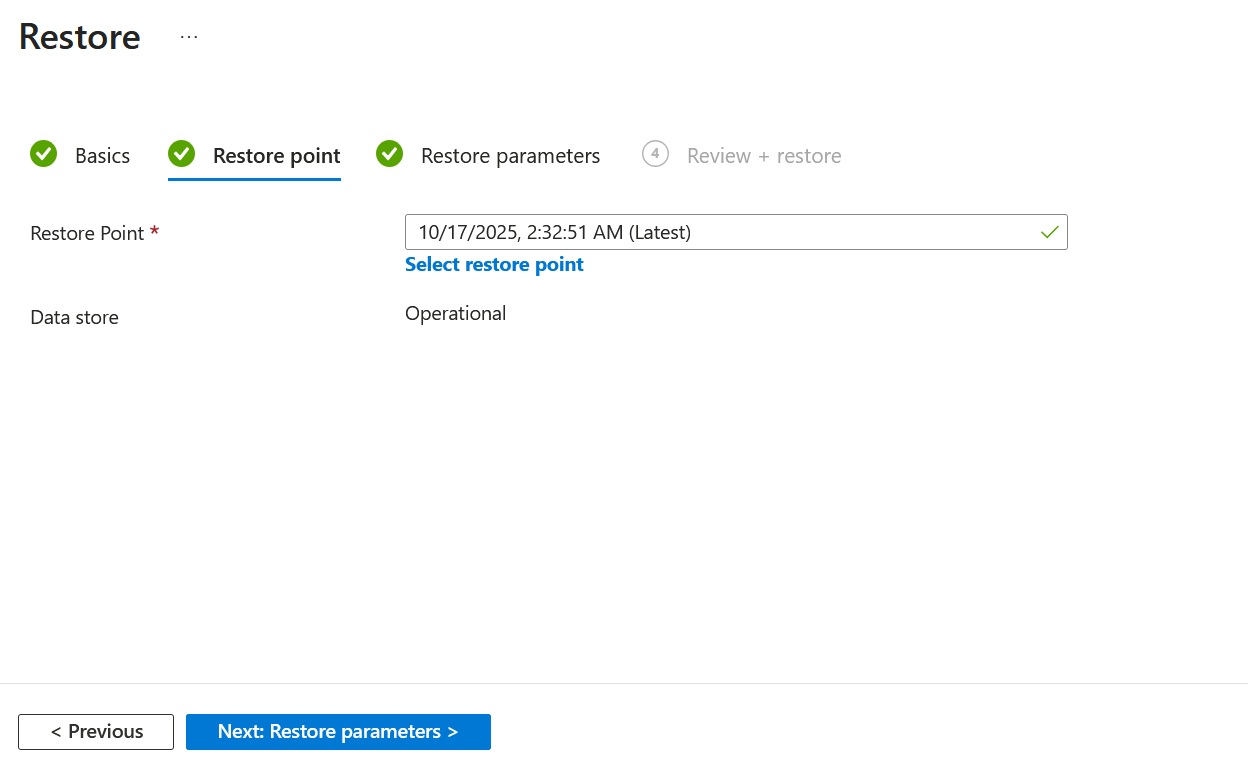 Restore ...
Basics Restore point Restore parameters 4 Review + restore
Restore Point * 10/17/2025, 2:32:51 AM (Latest)
Select restore point
Data store Operational
< Previous Next: Restore parameters >